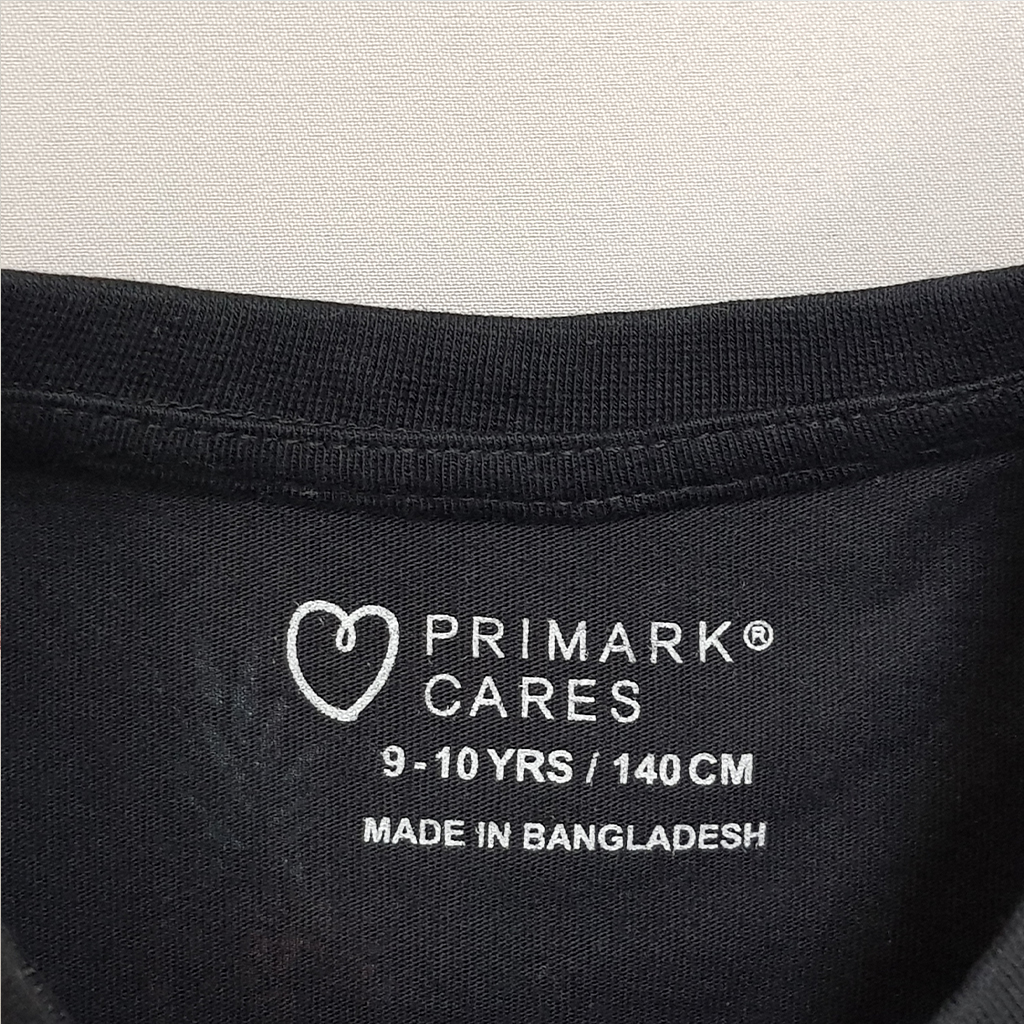 PRIMARK®
CARES
9-10 YRS / 140 CM
MADE IN BANGLADESH